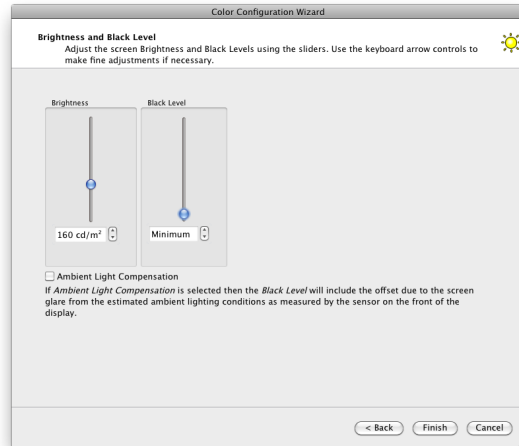 Color Configuration Wizard
Brightness and Black Level
Adjust the screen Brightness and Black Levels using the sliders. Use the keyboard arrow controls to
make fine adjustments if necessary.
Brightness
Black Level
160 cd/m²
Minimum
Ambient Light Compensation
If Ambient Light Compensation is selected then the Black Level will include the offset due to the screen
glare from the estimated ambient lighting conditions as measured by the sensor on the front of the
display.
< Back
Finish
Cancel